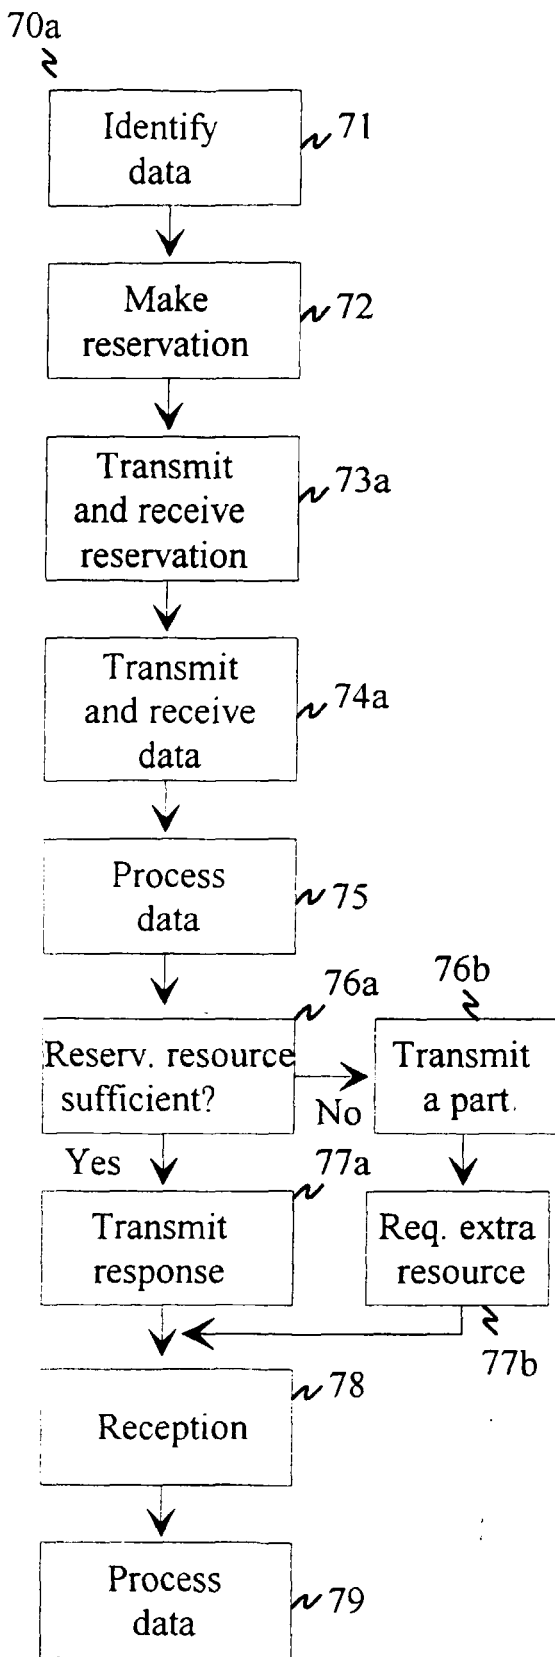 70a
Identify
data
71
Make
reservation
72
Transmit
and receive
reservation
73a
Transmit
and receive
data
74a
Process
data
75
76a
Reserv. resource
sufficient?
No
76b
Transmit
a part.
Yes
77a
Transmit
response
Req. extra
resource
77b
Reception
78
Process
data
79